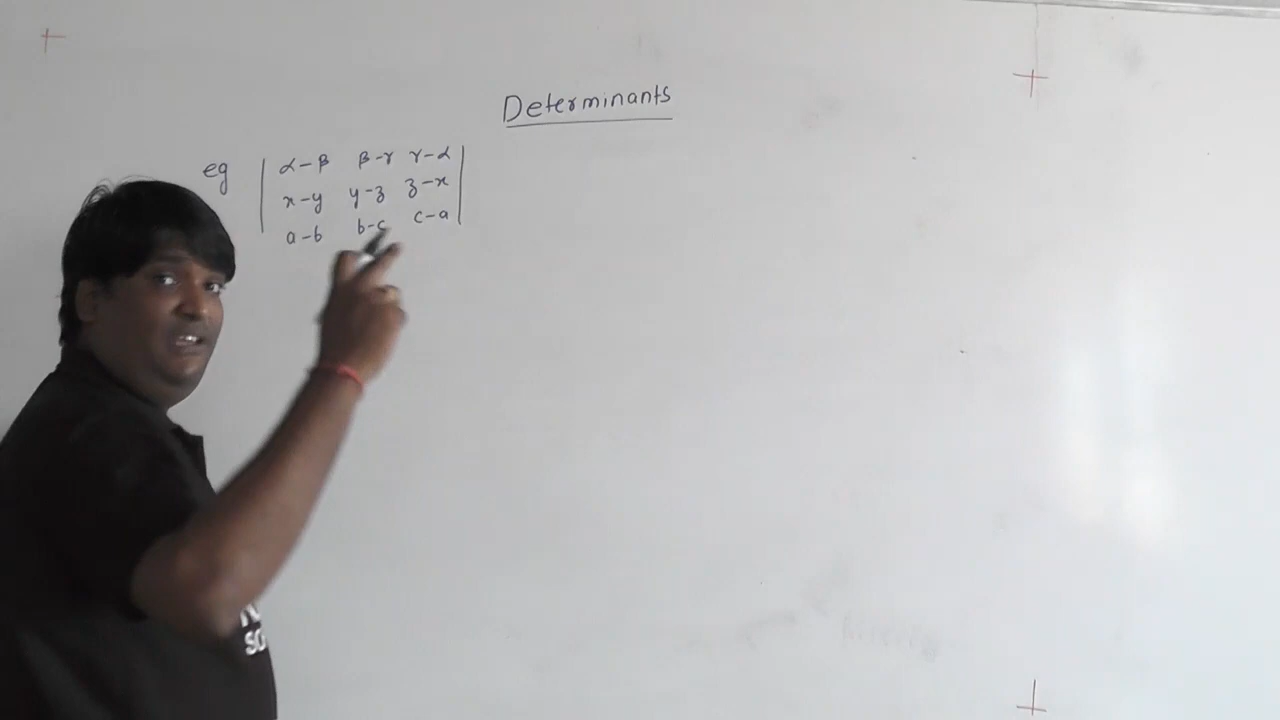 Determinants
eg | α-β β-γ γ-α |
x-y y-z z-x
a-b b-c c-a